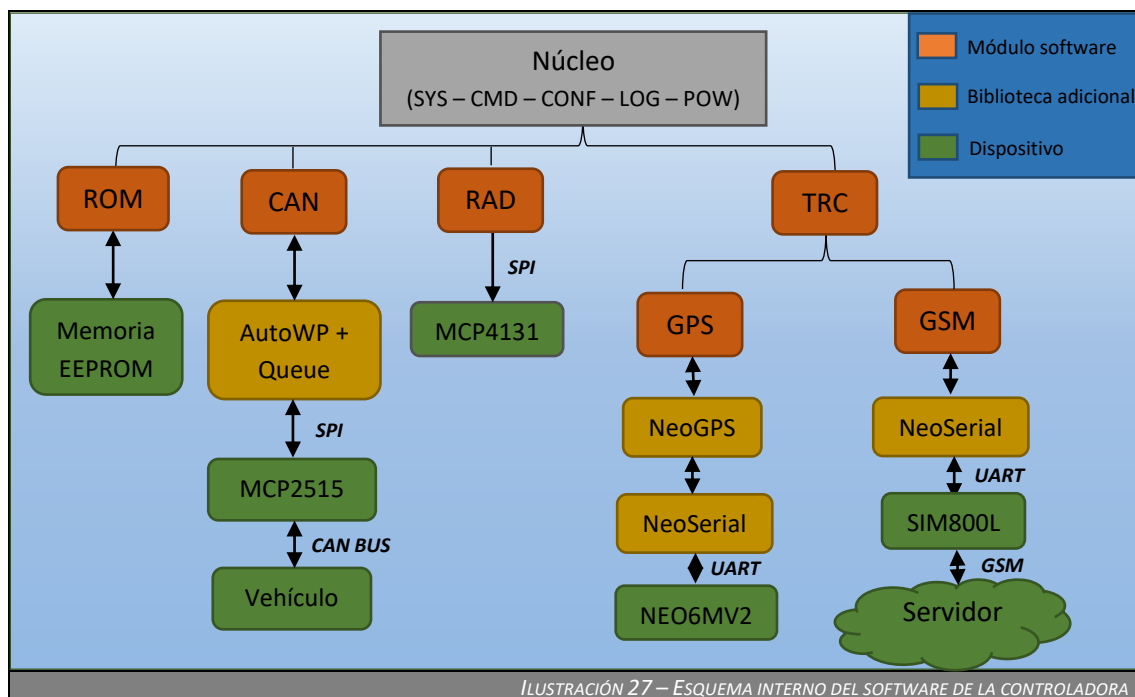 Núcleo
(SYS – CMD – CONF – LOG – POW)
Módulo software
Biblioteca adicional
Dispositivo
ROM
CAN
RAD
TRC
SPI
Memoria
EEPROM
AutoWP +
Queue
MCP4131
GPS
GSM
SPI
NeoGPS
NeoSerial
MCP2515
UART
CAN BUS
NeoSerial
SIM800L
UART
GSM
Vehículo
NEO6MV2
Servidor
ILUSTRACIÓN 27 – ESQUEMA INTERNO DEL SOFTWARE DE LA CONTROLADORA